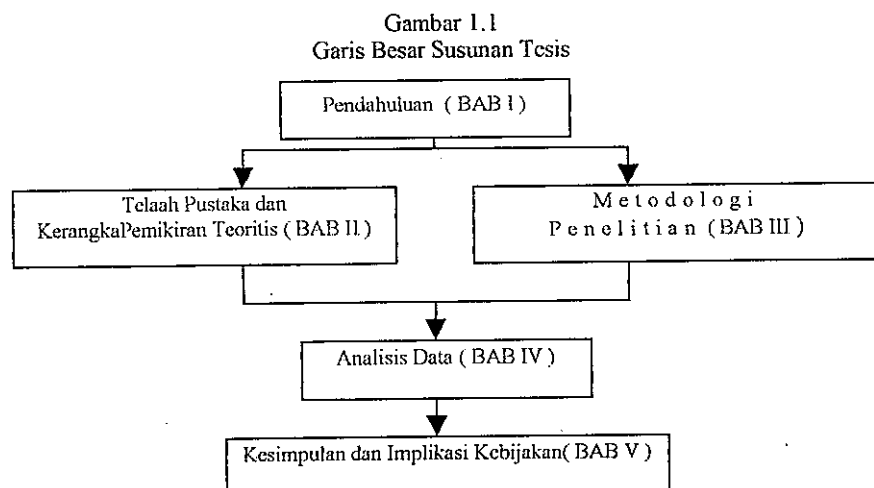 Gambar 1.1
Garis Besar Susunan Tesis
Pendahuluan ( BAB I )
Telaah Pustaka dan
KerangkaPemikiran Teoritis ( BAB II )
Metodologi
Penelitian (BAB III )
Analisis Data ( BAB IV )
Kesimpulan dan Implikasi Kebijakan( BAB V )